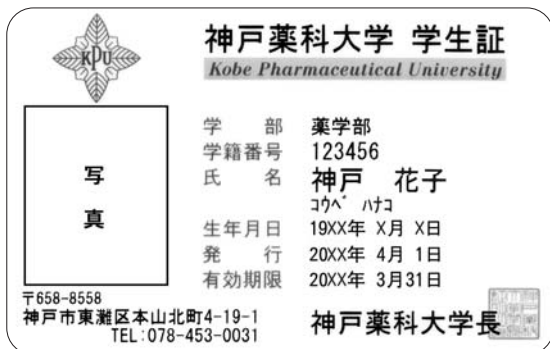 KPU
神戸薬科大学 学生証
Kobe Pharmaceutical University
写真
学部 薬学部
学籍番号 123456
氏名 神戸 花子
コウベ ハナコ
生年月日 19XX年 X月 X日
発行 20XX年 4月 1日
有効期限 20XX年 3月31日
〒658-8558
神戸市東灘区本山北町4-19-1
TEL:078-453-0031
神戸薬科大学長